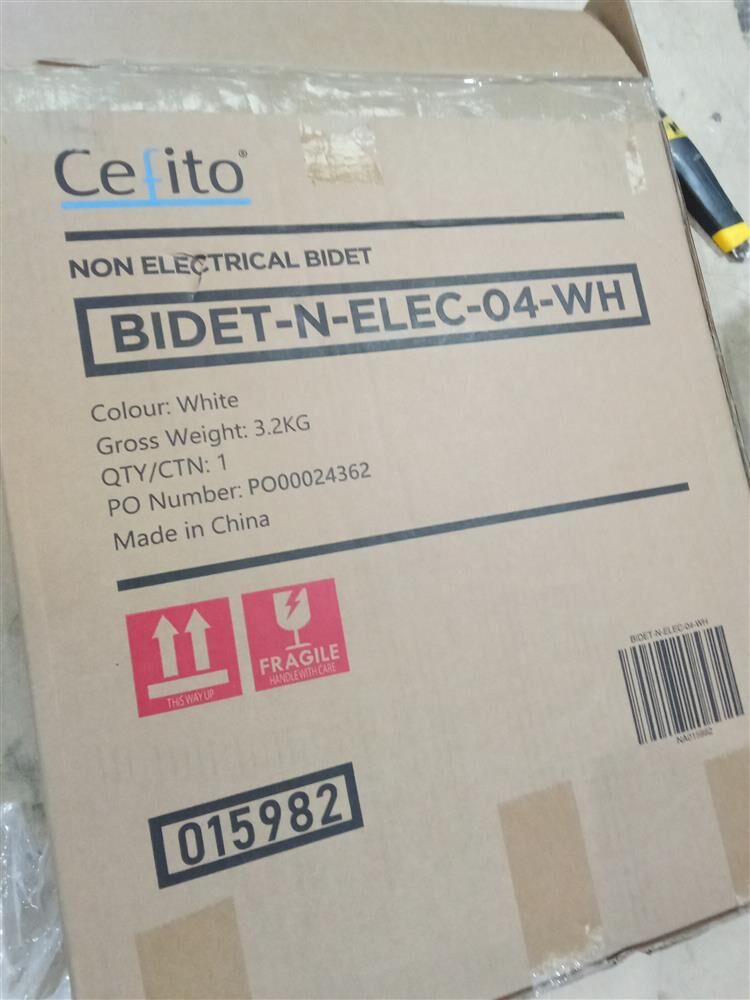 Cefito®
NON ELECTRICAL BIDET
BIDET-N-ELEC-04-WH
Colour: White
Gross Weight: 3.2KG
QTY/CTN: 1
PO Number: PO00024362
Made in China
THIS WAY UP
FRAGILE
HANDLE WITH CARE
BIDET-N-ELEC-04-WH
NA015982
015982